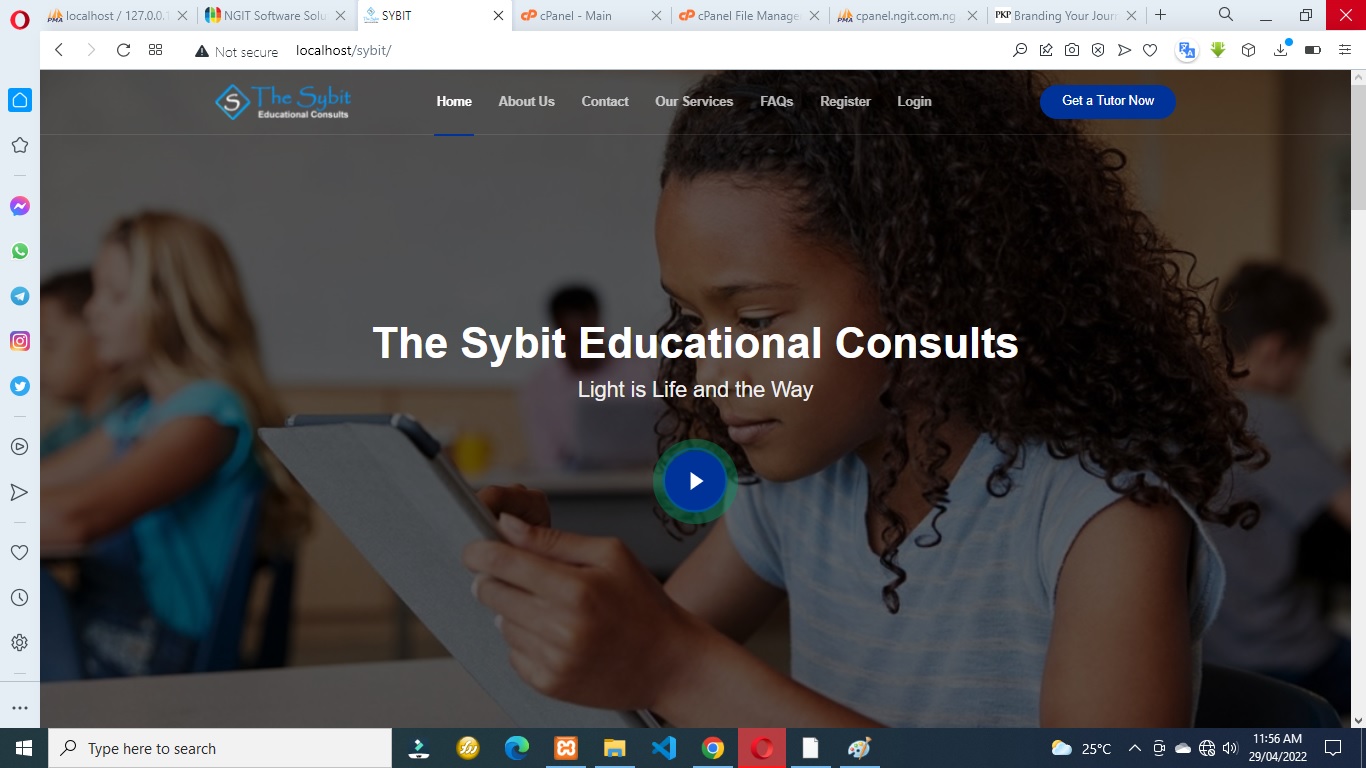 localhost / 127.0.0.1
NGIT Software Solu
SYBIT
cPanel - Main
cPanel File Manage
cpanel.ngit.com.ng
PKP Branding Your Journ
Not secure localhost/sybit/
S The Sybit
Educational Consults
Home About Us Contact Our Services FAQs Register Login
Get a Tutor Now
The Sybit Educational Consults
Light is Life and the Way
Type here to search
25°C
11:56 AM
29/04/2022